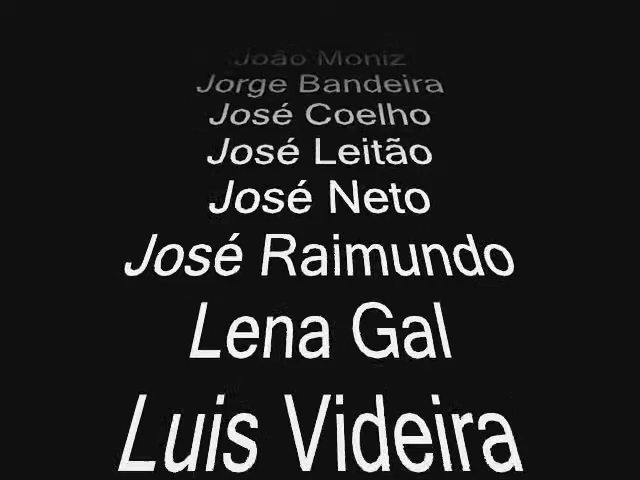 João Moniz
Jorge Bandeira
José Coelho
José Leitão
José Neto
José Raimundo
Lena Gal
Luis Videira